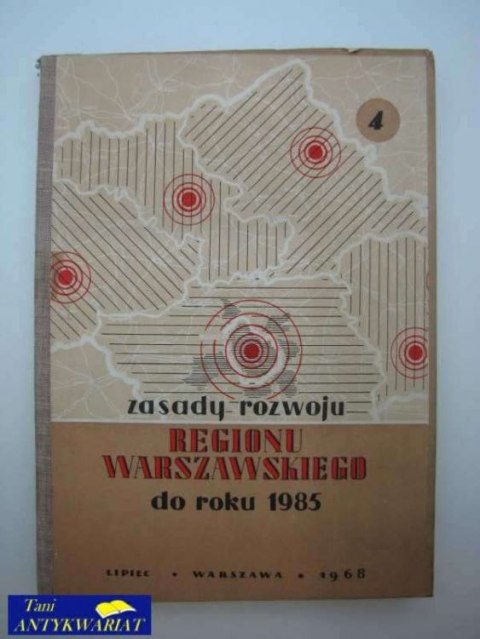 4
zasady rozwoju
REGIONU
WARSZAWSKIEGO
do roku 1985
LIPIEC • WARSZAWA • 1968
Tani
ANTYKWARIAT